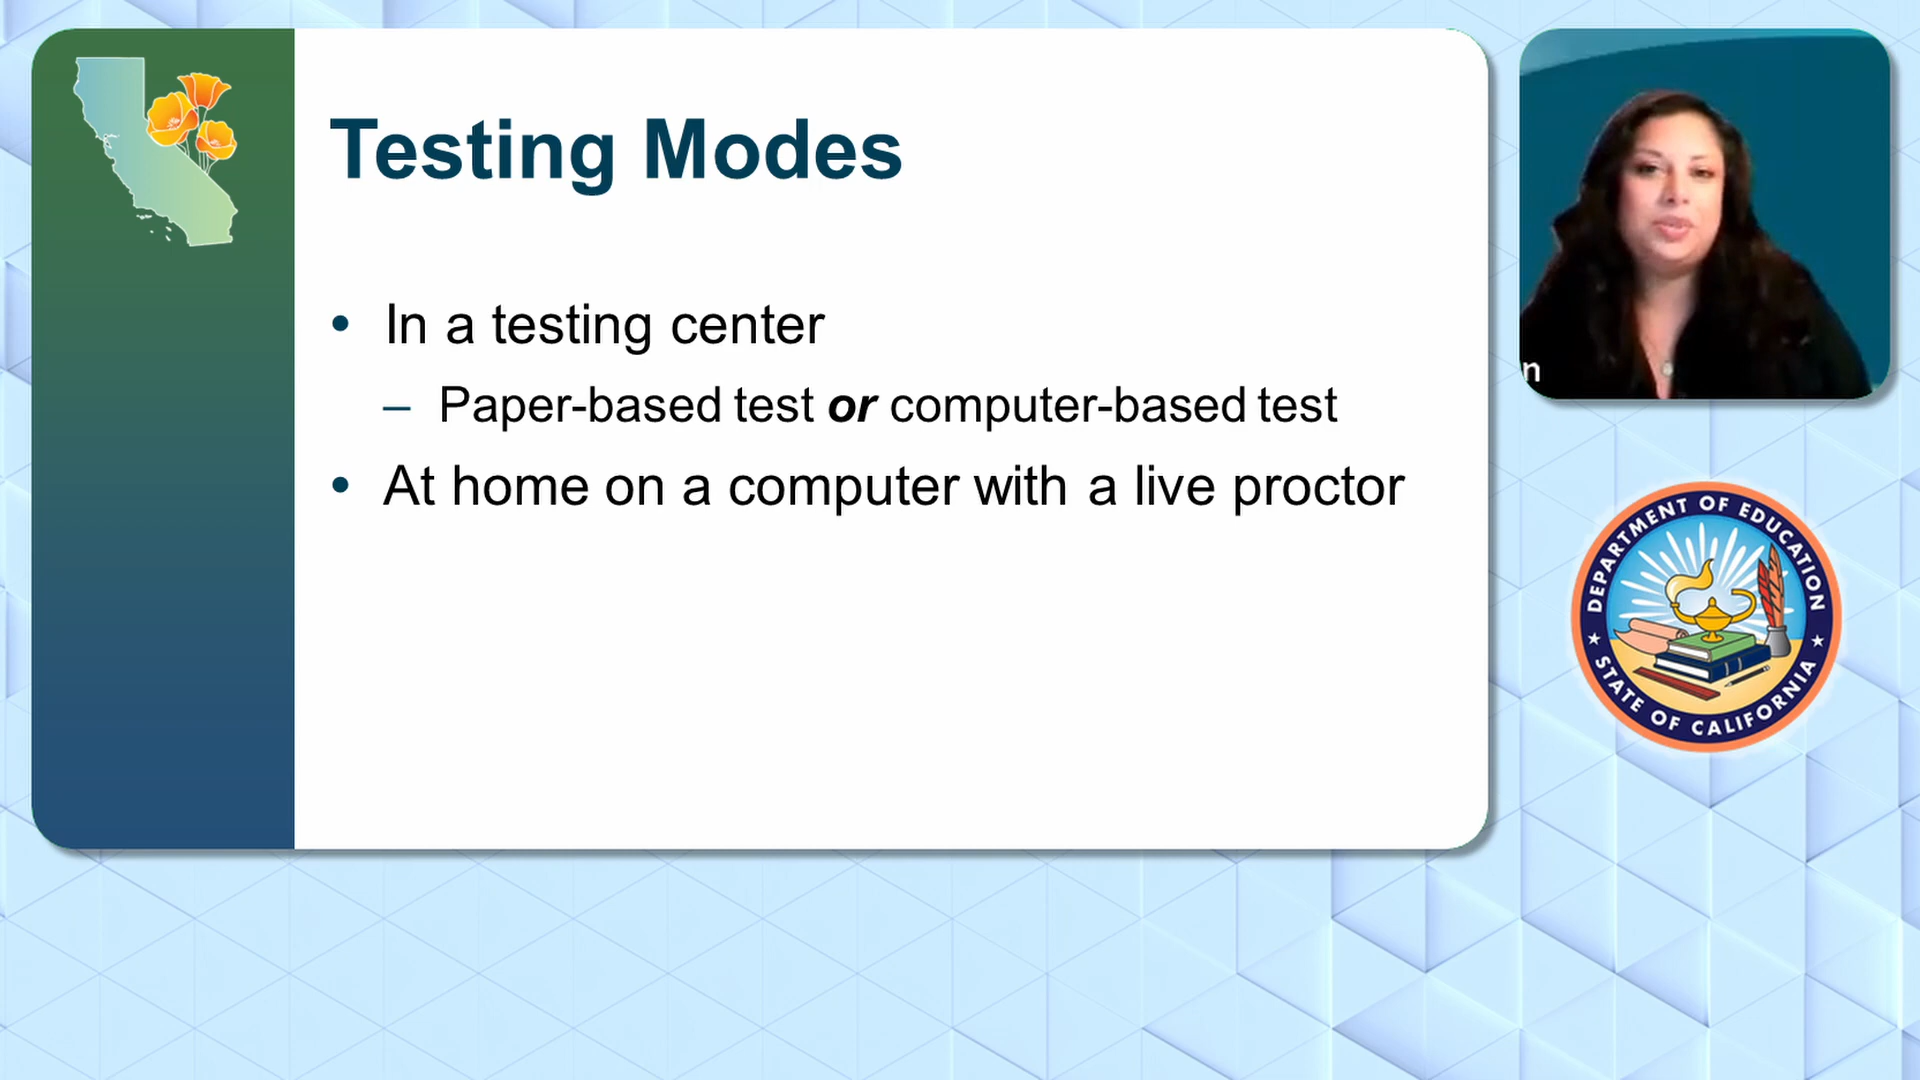 Testing Modes
• In a testing center
– Paper-based test or computer-based test
• At home on a computer with a live proctor
n
DEPARTMENT OF EDUCATION
STATE OF CALIFORNIA